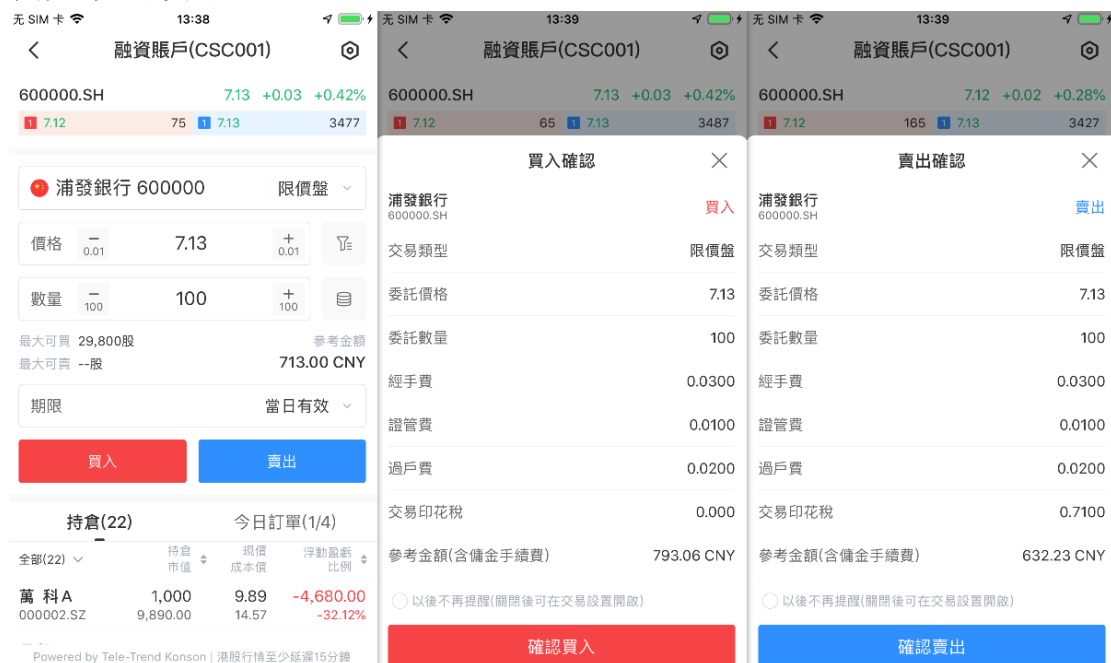 无 SIM 卡 13:38
融資賬戶(CSC001)
600000.SH 7.13 +0.03 +0.42%
1 7.12 75 1 7.13 3477
浦發銀行 600000 限價盤
價格 − 0.01 7.13 + 0.01
數量 − 100 100 + 100
最大可買 29,800股 參考金額
最大可賣 --股 713.00 CNY
期限 當日有效
買入 賣出
持倉(22) 今日訂單(1/4)
全部(22) 持倉 現價 浮動盈虧
市值 成本價 比例
萬 科A 1,000 9.89 -4,680.00
000002.SZ 9,890.00 14.57 -32.12%
Powered by Tele-Trend Konson | 港股行情至少延遲15分鐘
无 SIM 卡 13:39
融資賬戶(CSC001)
600000.SH 7.13 +0.03 +0.42%
1 7.12 65 1 7.13 3487
買入確認
浦發銀行
600000.SH 買入
交易類型 限價盤
委託價格 7.13
委託數量 100
經手費 0.0300
證管費 0.0100
過戶費 0.0200
交易印花稅 0.000
參考金額(含傭金手續費) 793.06 CNY
以後不再提醒(關閉後可在交易設置開啟)
確認買入
无 SIM 卡 13:39
融資賬戶(CSC001)
600000.SH 7.12 +0.02 +0.28%
1 7.12 165 1 7.13 3427
賣出確認
浦發銀行
600000.SH 賣出
交易類型 限價盤
委託價格 7.13
委託數量 100
經手費 0.0300
證管費 0.0100
過戶費 0.0200
交易印花稅 0.7100
參考金額(含傭金手續費) 632.23 CNY
以後不再提醒(關閉後可在交易設置開啟)
確認賣出